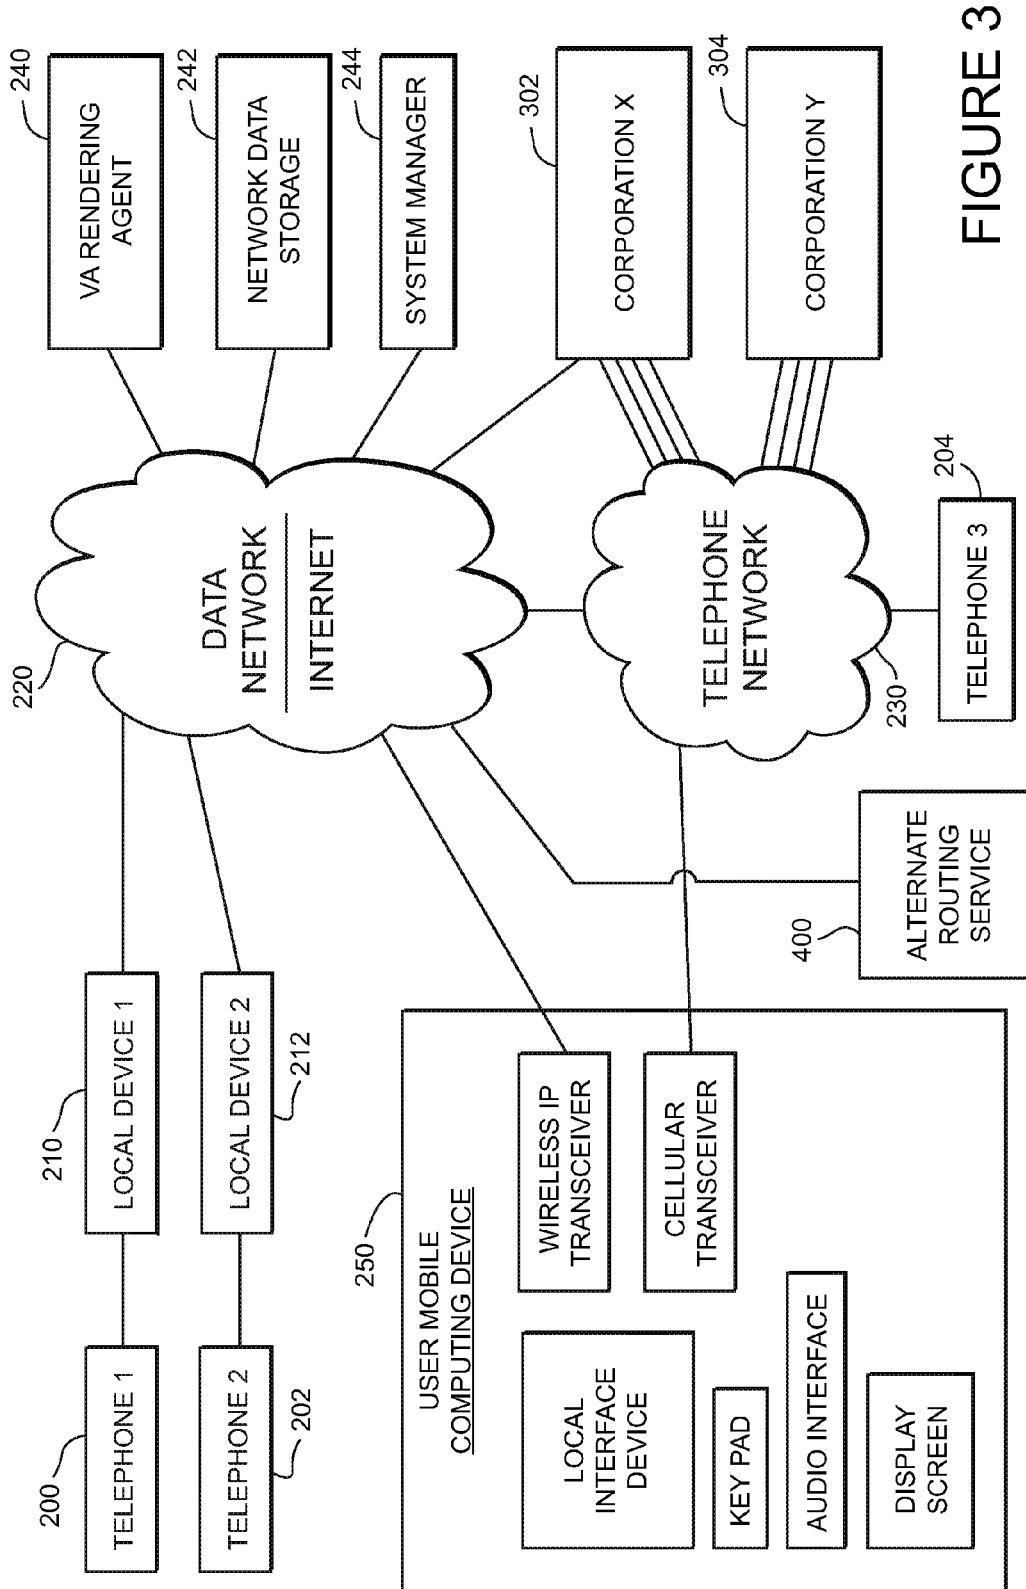 200
TELEPHONE 1
TELEPHONE 2
202
210
LOCAL DEVICE 1
LOCAL DEVICE 2
212
220
DATA
NETWORK
INTERNET
240
VA RENDERING
AGENT
242
NETWORK DATA
STORAGE
244
SYSTEM MANAGER
250
USER MOBILE
COMPUTING DEVICE
LOCAL
INTERFACE
DEVICE
KEY PAD
AUDIO INTERFACE
DISPLAY
SCREEN
WIRELESS IP
TRANSCEIVER
CELLULAR
TRANSCEIVER
400
ALTERNATE
ROUTING
SERVICE
TELEPHONE
NETWORK
230
TELEPHONE 3
204
302
CORPORATION X
304
CORPORATION Y
FIGURE 3